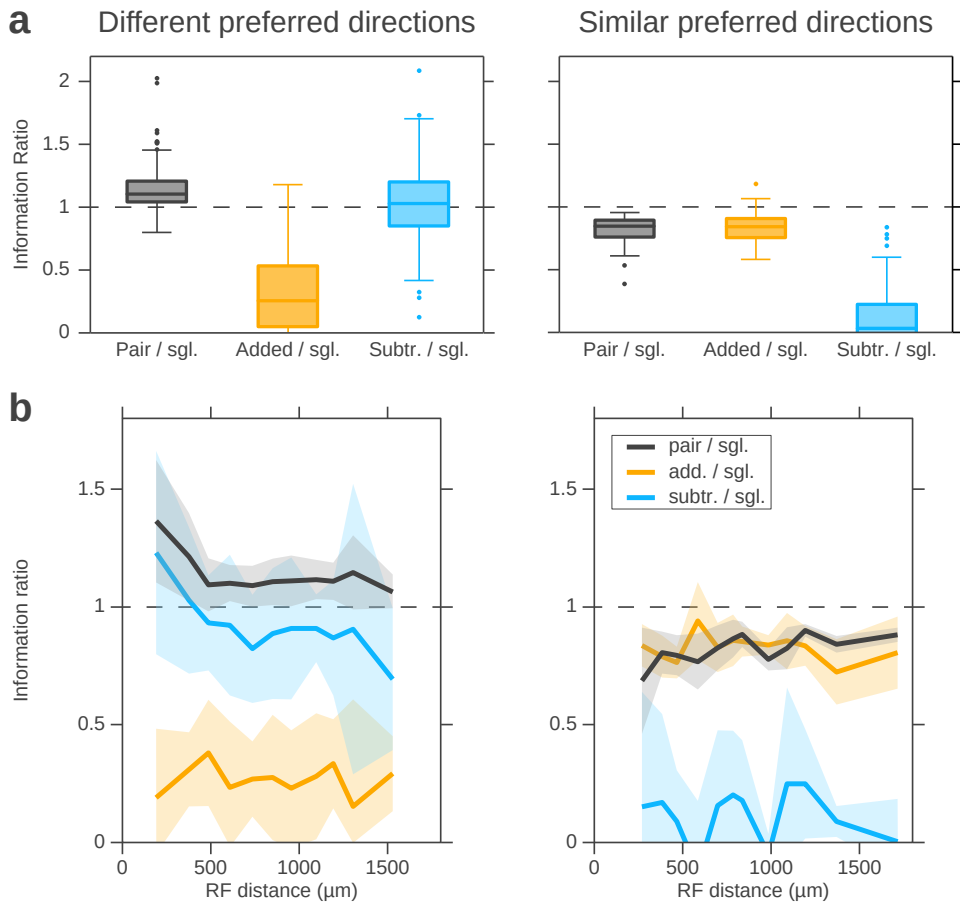 a
Different preferred directions
Similar preferred directions
Information Ratio
2
1.5
1
0.5
0
Pair / sgl.
Added / sgl.
Subtr. / sgl.
Pair / sgl.
Added / sgl.
Subtr. / sgl.
b
Information ratio
1.5
1
0.5
0
0
500
1000
1500
RF distance (µm)
pair / sgl.
add. / sgl.
subtr. / sgl.
1.5
1
0.5
0
0
500
1000
1500
RF distance (µm)